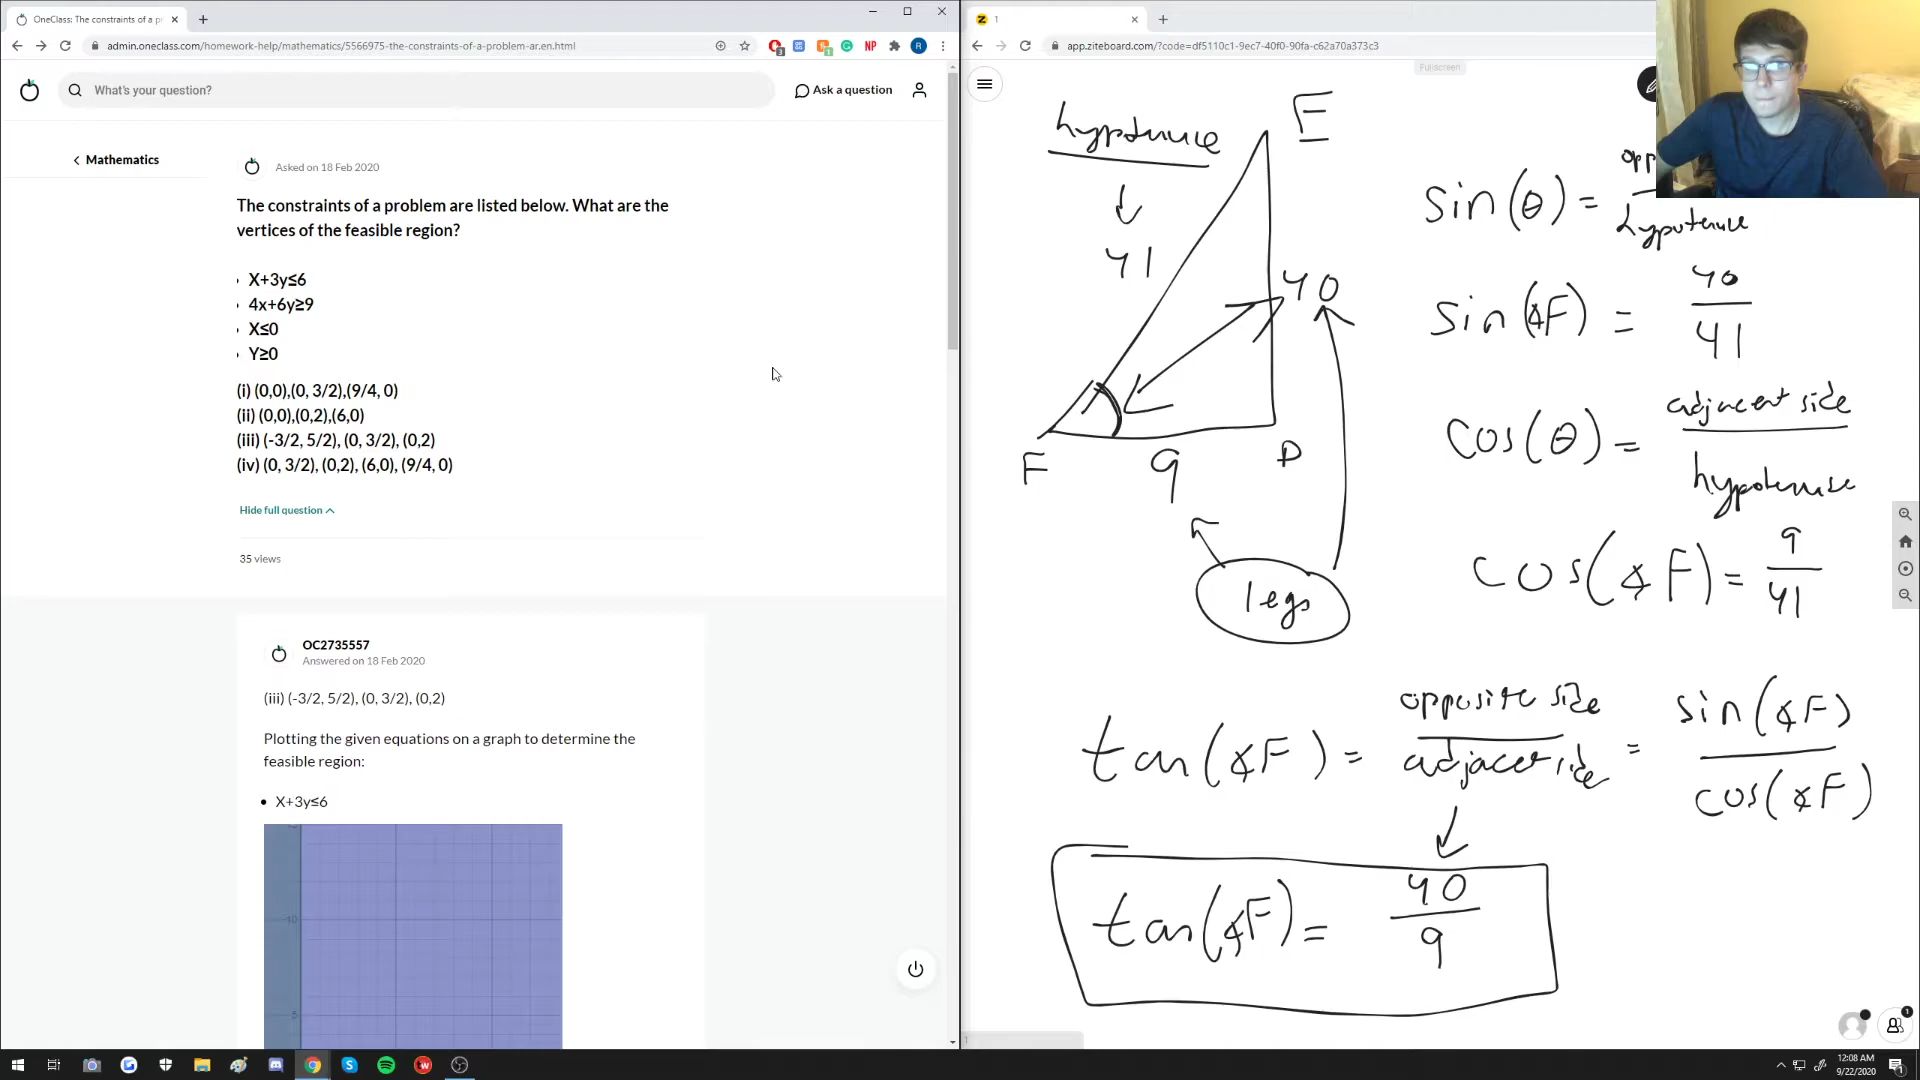 OneClass: The constraints of a p
admin.oneclass.com/homework-help/mathematics/5566975-the-constraints-of-a-problem-ar.en.html
What's your question?
Ask a question
Mathematics
Asked on 18 Feb 2020
The constraints of a problem are listed below. What are the
vertices of the feasible region?
X+3y≤6
4x+6y≥9
X≤0
Y≥0
(i) (0,0),(0, 3/2),(9/4, 0)
(ii) (0,0),(0,2),(6,0)
(iii) (-3/2, 5/2), (0, 3/2), (0,2)
(iv) (0, 3/2), (0,2), (6,0), (9/4, 0)
Hide full question
35 views
OC2735557
Answered on 18 Feb 2020
(iii) (-3/2, 5/2), (0, 3/2), (0,2)
Plotting the given equations on a graph to determine the
feasible region:
X+3y≤6
10
5
1
app.ziteboard.com/?code=df5110c1-9ec7-40f0-90fa-c62a70a373c3
Fullscreen
hypotenuse
41
E
40
F
9
D
legs
sin(θ) = opp
hypotenuse
sin(∡F) = 40
41
cos(θ) = adjacent side
hypotenuse
cos(∡F) = 9
41
tan(∡F) = opposite side = sin(∡F)
adjacent side cos(∡F)
tan(∡F) = 40
9
1
12:08 AM
9/22/2020